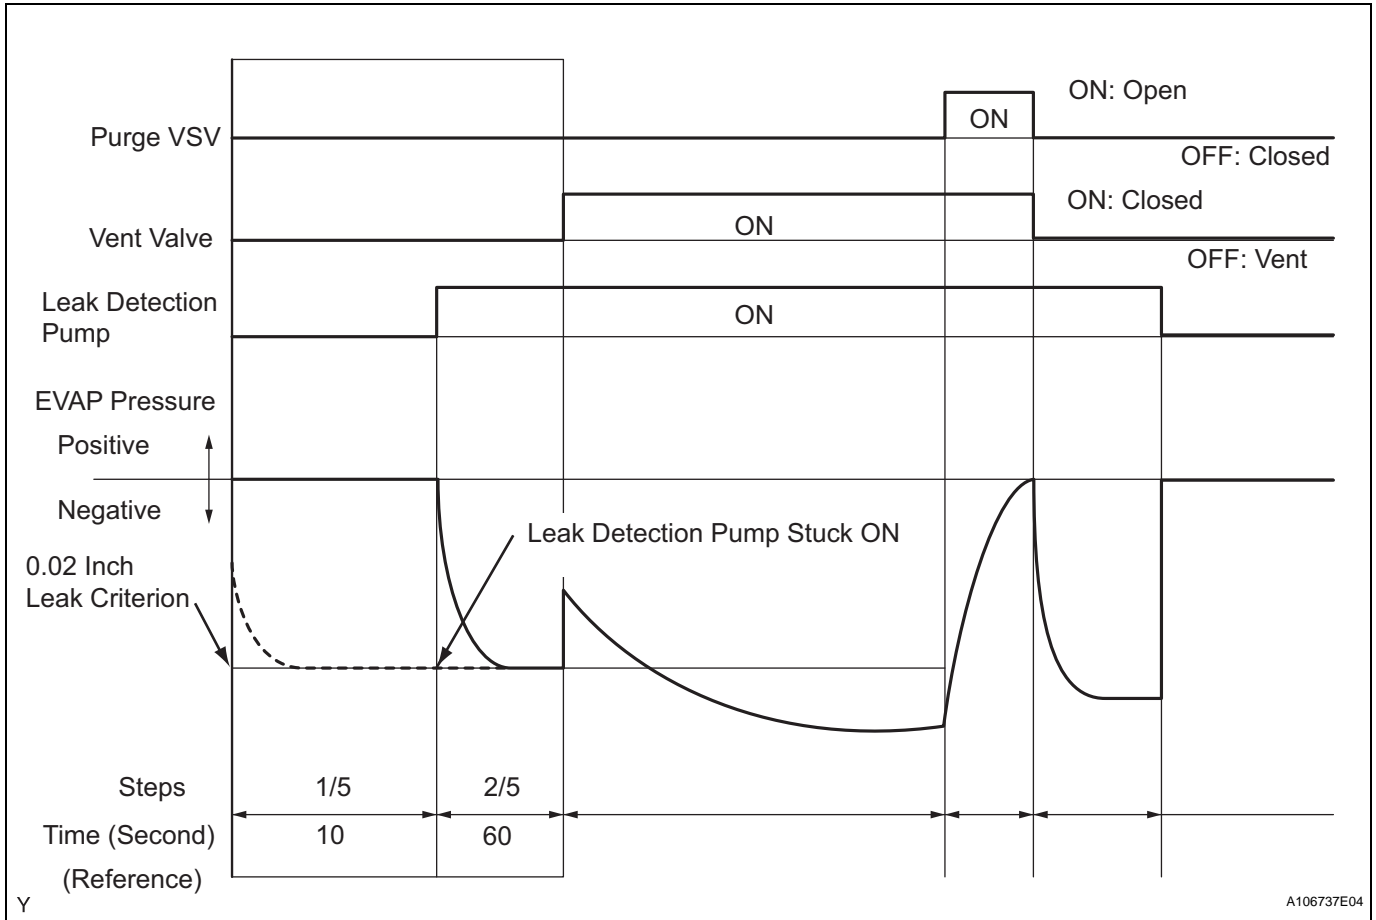 ON: Open
ON
Purge VSV
OFF: Closed
ON: Closed
ON
Vent Valve
OFF: Vent
Leak Detection
Pump
ON
EVAP Pressure
Positive
Negative
Leak Detection Pump Stuck ON
0.02 Inch
Leak Criterion
Steps 1/5 2/5
Time (Second) 10 60
(Reference)
Y
A106737E04